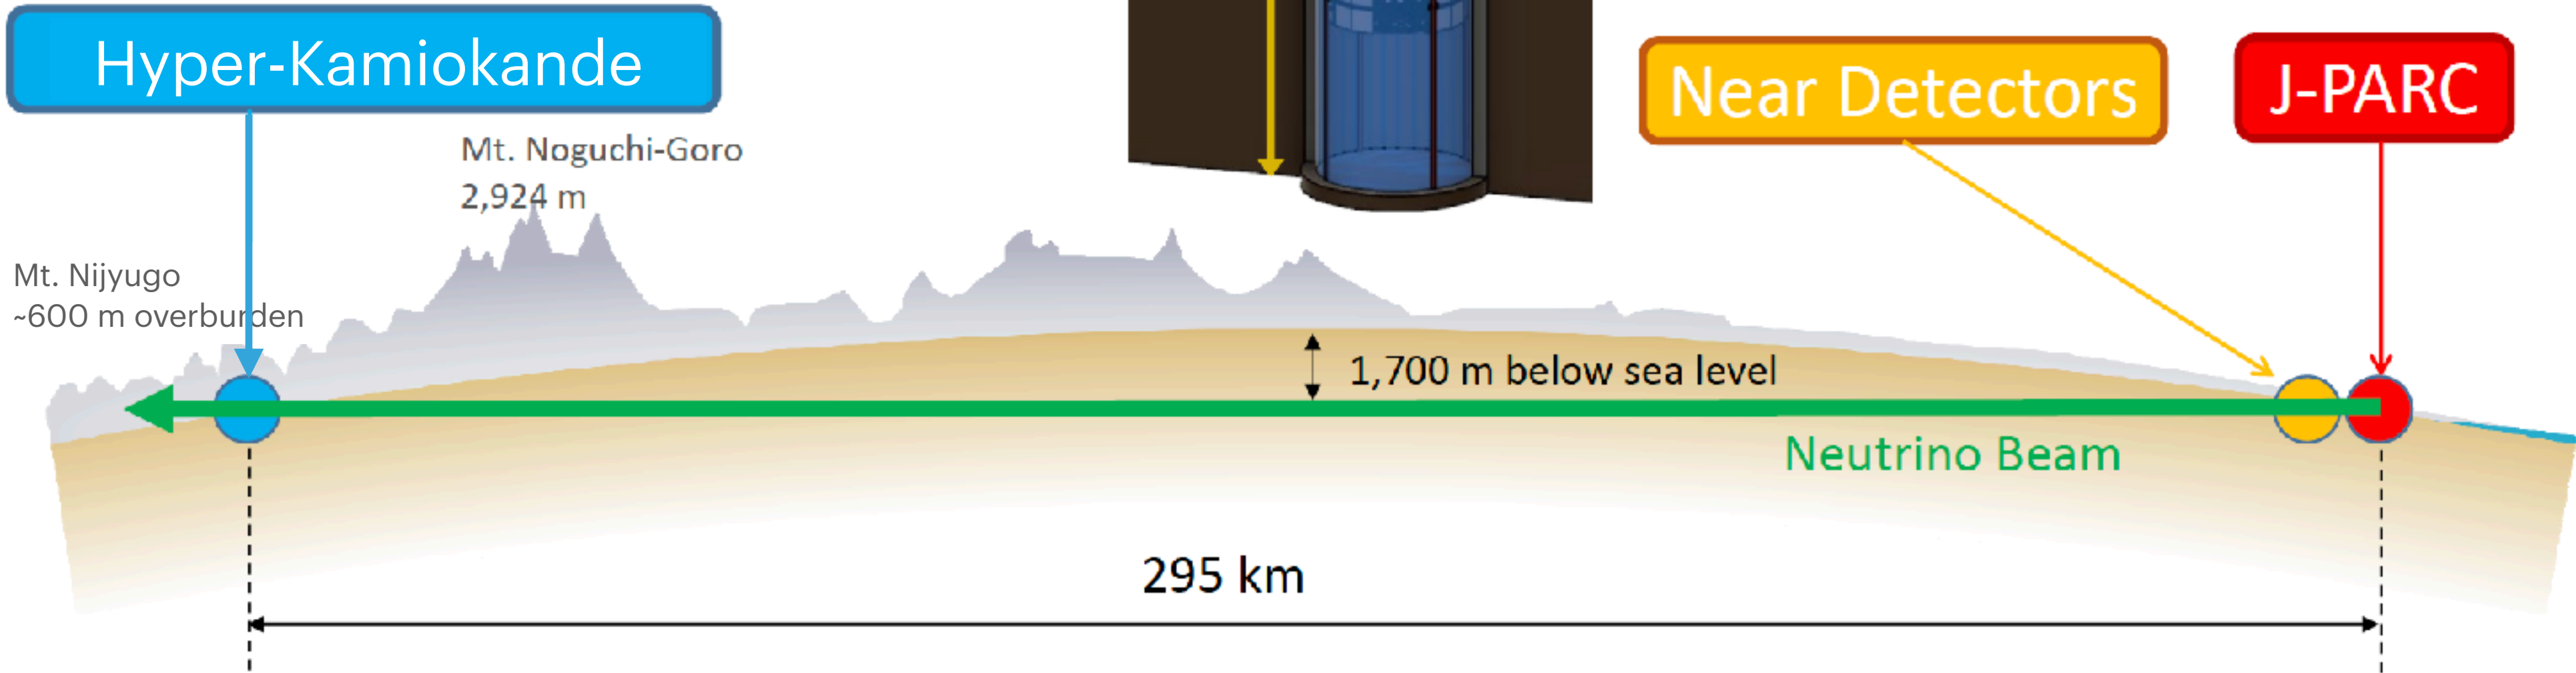 Hyper-Kamiokande
Near Detectors
J-PARC
Mt. Noguchi-Goro
2,924 m
Mt. Nijyugo
~600 m overburden
1,700 m below sea level
Neutrino Beam
295 km